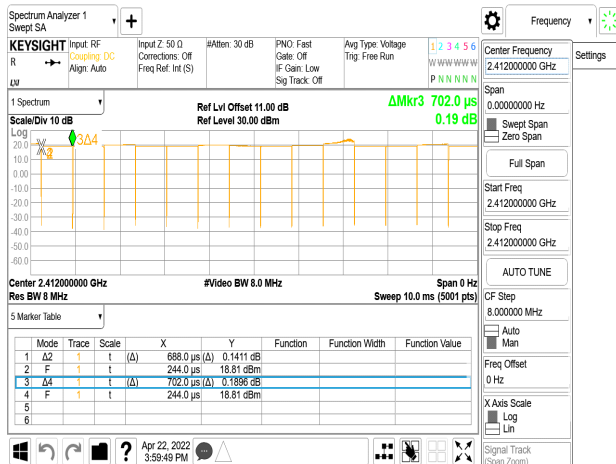 Spectrum Analyzer 1
Swept SA
+
Frequency
KEYSIGHT
R
Input: RF
Coupling: DC
Align: Auto
Input Z: 50 Ω
Corrections: Off
Freq Ref: Int (S)
#Atten: 30 dB
PNO: Fast
Gate: Off
IF Gain: Low
Sig Track: Off
Avg Type: Voltage
Trig: Free Run
1 2 3 4 5 6
W W W W W W
P N N N N N
Center Frequency
2.412000000 GHz
Settings
Span
0.00000000 Hz
Swept Span
Zero Span
Full Span
Start Freq
2.412000000 GHz
Stop Freq
2.412000000 GHz
AUTO TUNE
CF Step
8.000000 MHz
Auto
Man
Freq Offset
0 Hz
X Axis Scale
Log
Lin
Signal Track
(Span Zoom)
1 Spectrum
Scale/Div 10 dB
Ref Lvl Offset 11.00 dB
Ref Level 30.00 dBm
ΔMkr3 702.0 µs
0.19 dB
Log
20.0
10.0
0.00
-10.0
-20.0
-30.0
-40.0
-50.0
-60.0
3Δ4
Center 2.412000000 GHz
Res BW 8 MHz
#Video BW 8.0 MHz
Span 0 Hz
Sweep 10.0 ms (5001 pts)
5 Marker Table
Mode Trace Scale X Y Function Function Width Function Value
1 Δ2 1 t (Δ) 688.0 µs (Δ) 0.1411 dB
2 F 1 t 244.0 µs 18.81 dBm
3 Δ4 1 t (Δ) 702.0 µs (Δ) 0.1896 dB
4 F 1 t 244.0 µs 18.81 dBm
5
6
?
Apr 22, 2022
3:59:49 PM